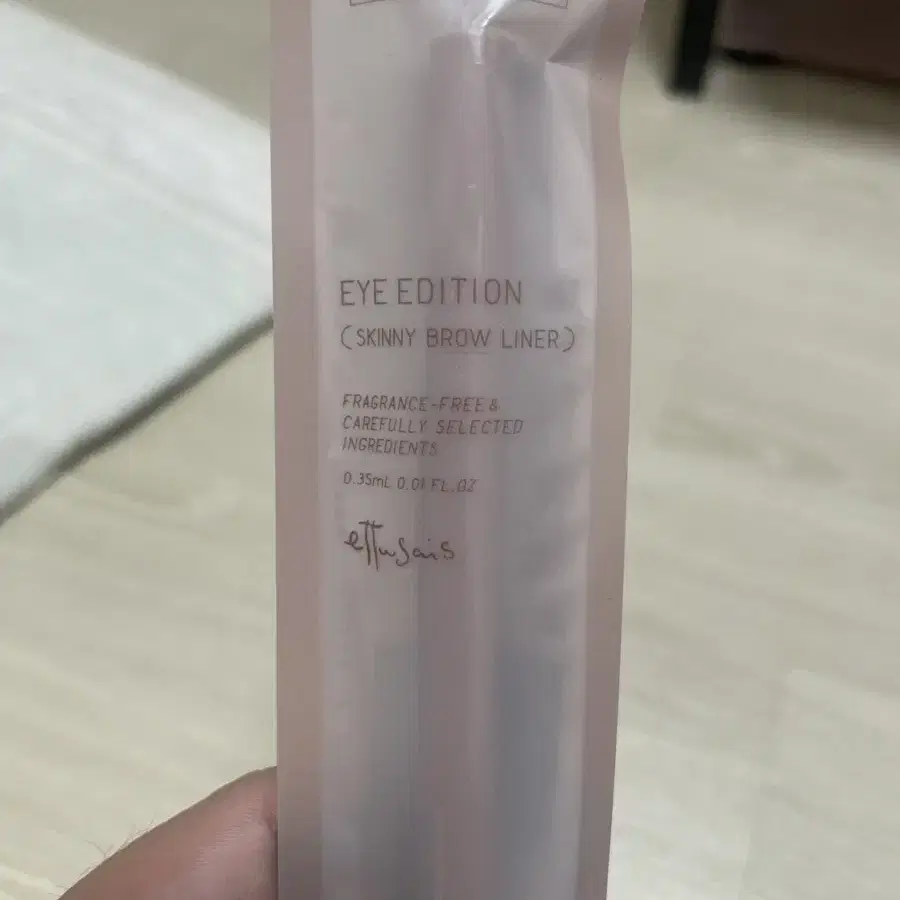 EYE EDITION
(SKINNY BROW LINER)
FRAGRANCE-FREE &
CAREFULLY SELECTED
INGREDIENTS
0.35mL 0.01 FL.OZ
ettusais